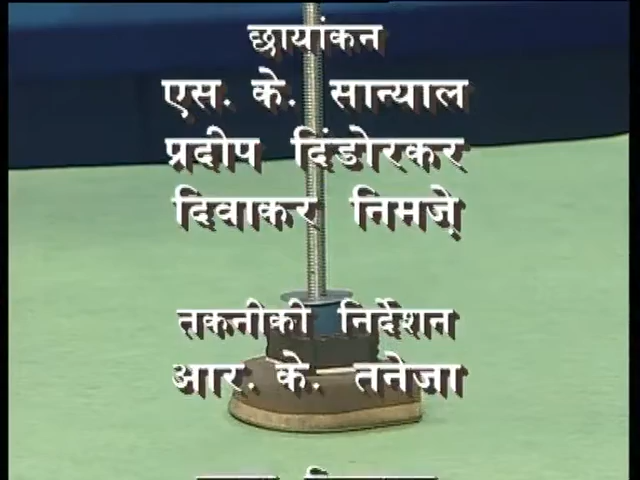 छायांकन
एस. के. सान्याल
प्रदीप दिंडोरकर
दिवाकर निमजे़
तकनीकी निर्देशन
आर. के. तनेजा